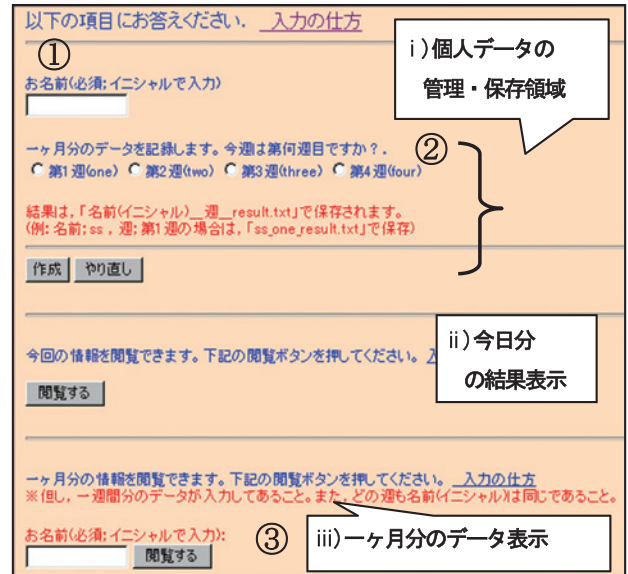 以下の項目にお答えください. 入力の仕方
①
i)個人データの
管理・保存領域
お名前(必須:イニシャルで入力)
一ヶ月分のデータを記録します。今週は第何週目ですか?.
②
第1週(one) 第2週(two) 第3週(three) 第4週(four)
結果は,「名前(イニシャル)__週__result.txt」で保存されます。
(例: 名前;ss , 週; 第1週の場合は,「ss_one_result.txt」で保存)
作成 やり直し
ii)今日分
の結果表示
今回の情報を閲覧できます。下記の閲覧ボタンを押してください。
閲覧する
一ヶ月分の情報を閲覧できます。下記の閲覧ボタンを押してください。 入力の仕方
※但し, 一週間分のデータが入力してあること。また, どの週も名前(イニシャル)は同じであること。
お名前(必須:イニシャルで入力):
閲覧する
③
iii)一ヶ月分のデータ表示